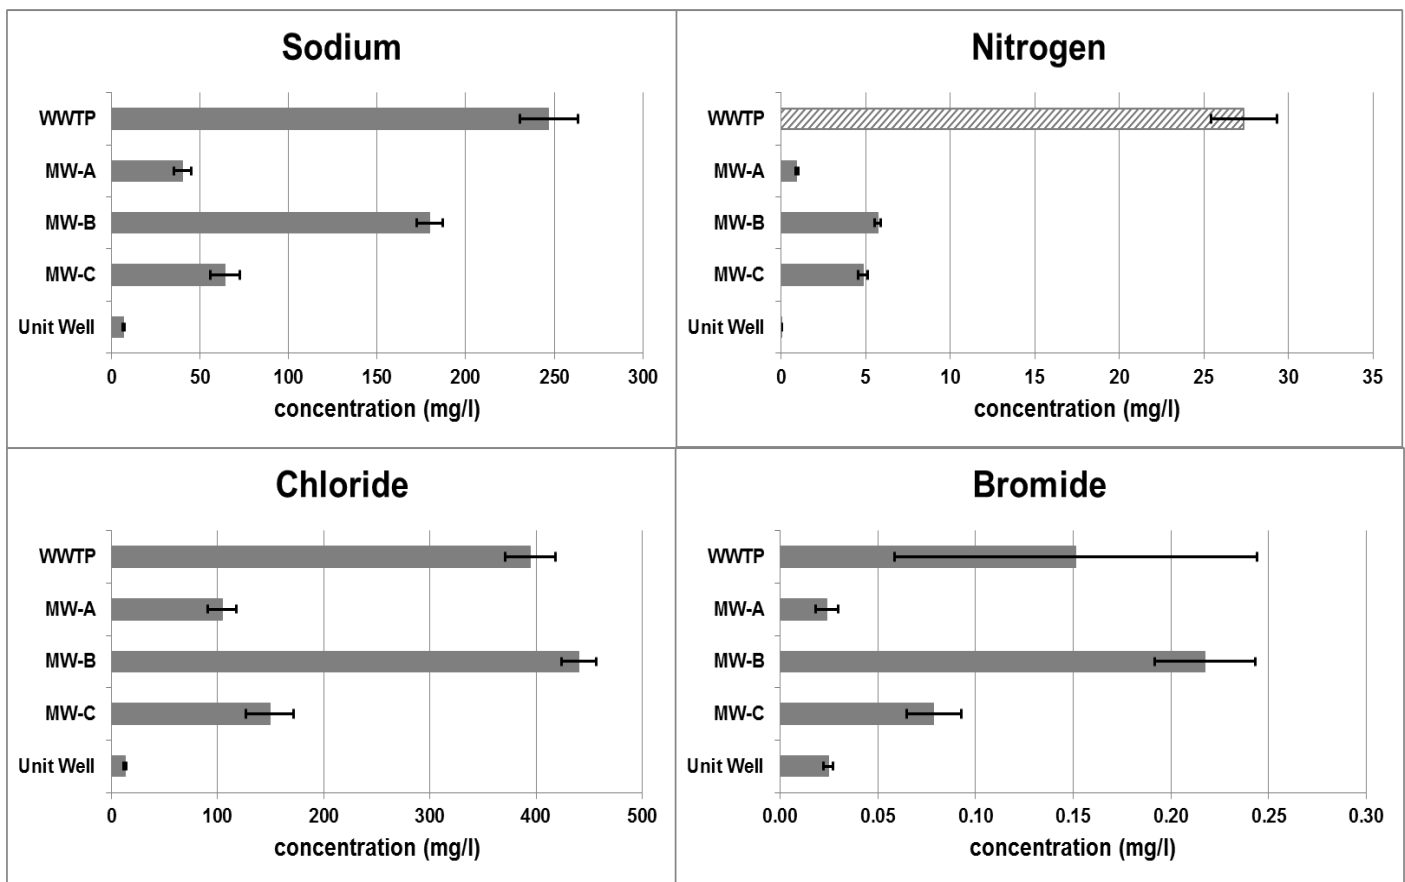 Sodium
WWTP
MW-A
MW-B
MW-C
Unit Well
0 50 100 150 200 250 300
concentration (mg/l)
Nitrogen
WWTP
MW-A
MW-B
MW-C
Unit Well
0 5 10 15 20 25 30 35
concentration (mg/l)
Chloride
WWTP
MW-A
MW-B
MW-C
Unit Well
0 100 200 300 400 500
concentration (mg/l)
Bromide
WWTP
MW-A
MW-B
MW-C
Unit Well
0.00 0.05 0.10 0.15 0.20 0.25 0.30
concentration (mg/l)